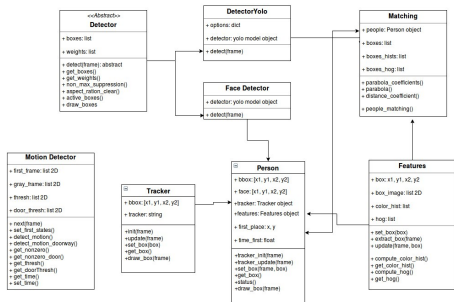 <<Abstract>>
Detector
+ boxes: list
+ weights: list
+ detect(frame): abstract
+ get_boxes()
+ get_weights()
+ non_max_suppression()
+ aspect_ration_clear()
+ active_boxes()
+ draw_boxes
DetectorYolo
+ options: dict
+ detector: yolo model object
+ detect(frame)
Face Detector
+ detector: yolo model object
+ detect(frame)
Matching
+ people: Person object
+ boxes: list
+ boxes_hists: list
+ boxes_hog: list
+ parabola_coefficients()
+ parabola()
+ distance_coefficient()
+ people_matching()
Motion Detector
+ first_frame: list 2D
+ gray_frame: list 2D
+ thresh: list 2D
+ door_thresh: list 2D
+ next(frame)
+ set_first_states()
+ detect_motion()
+ detect_motion_doorway()
+ get_nonzero()
+ get_nonzero_door()
+ get_thresh()
+ get_doorThresh()
+ get_time()
+ set_time()
Tracker
+ bbox: [x1, y1, x2, y2]
+ tracker: string
+init(frame)
+update(frame)
+ set_box(box)
+ get_box()
+ draw_box(frame)
Person
+ bbox: [x1, y1, x2, y2]
+ face: [x1, y1, x2, y2]
+tracker: Tracker object
+features: Features object
+ first_place: x, y
+ time_first: float
+tracker_init(frame)
+tracker_update(frame)
+ set_box(frame, box)
+ get_box()
+ status()
+ draw_box(frame)
Features
+ box: x1, y1, x2, y2
+ box_image: list 2D
+ color_hist: list
+ hog: list
+ set_box(box)
+ extract_box(frame)
+ update(frame, box)
+ compute_color_hist()
+ get_color_hist()
+ compute_hog()
+ get_hog()